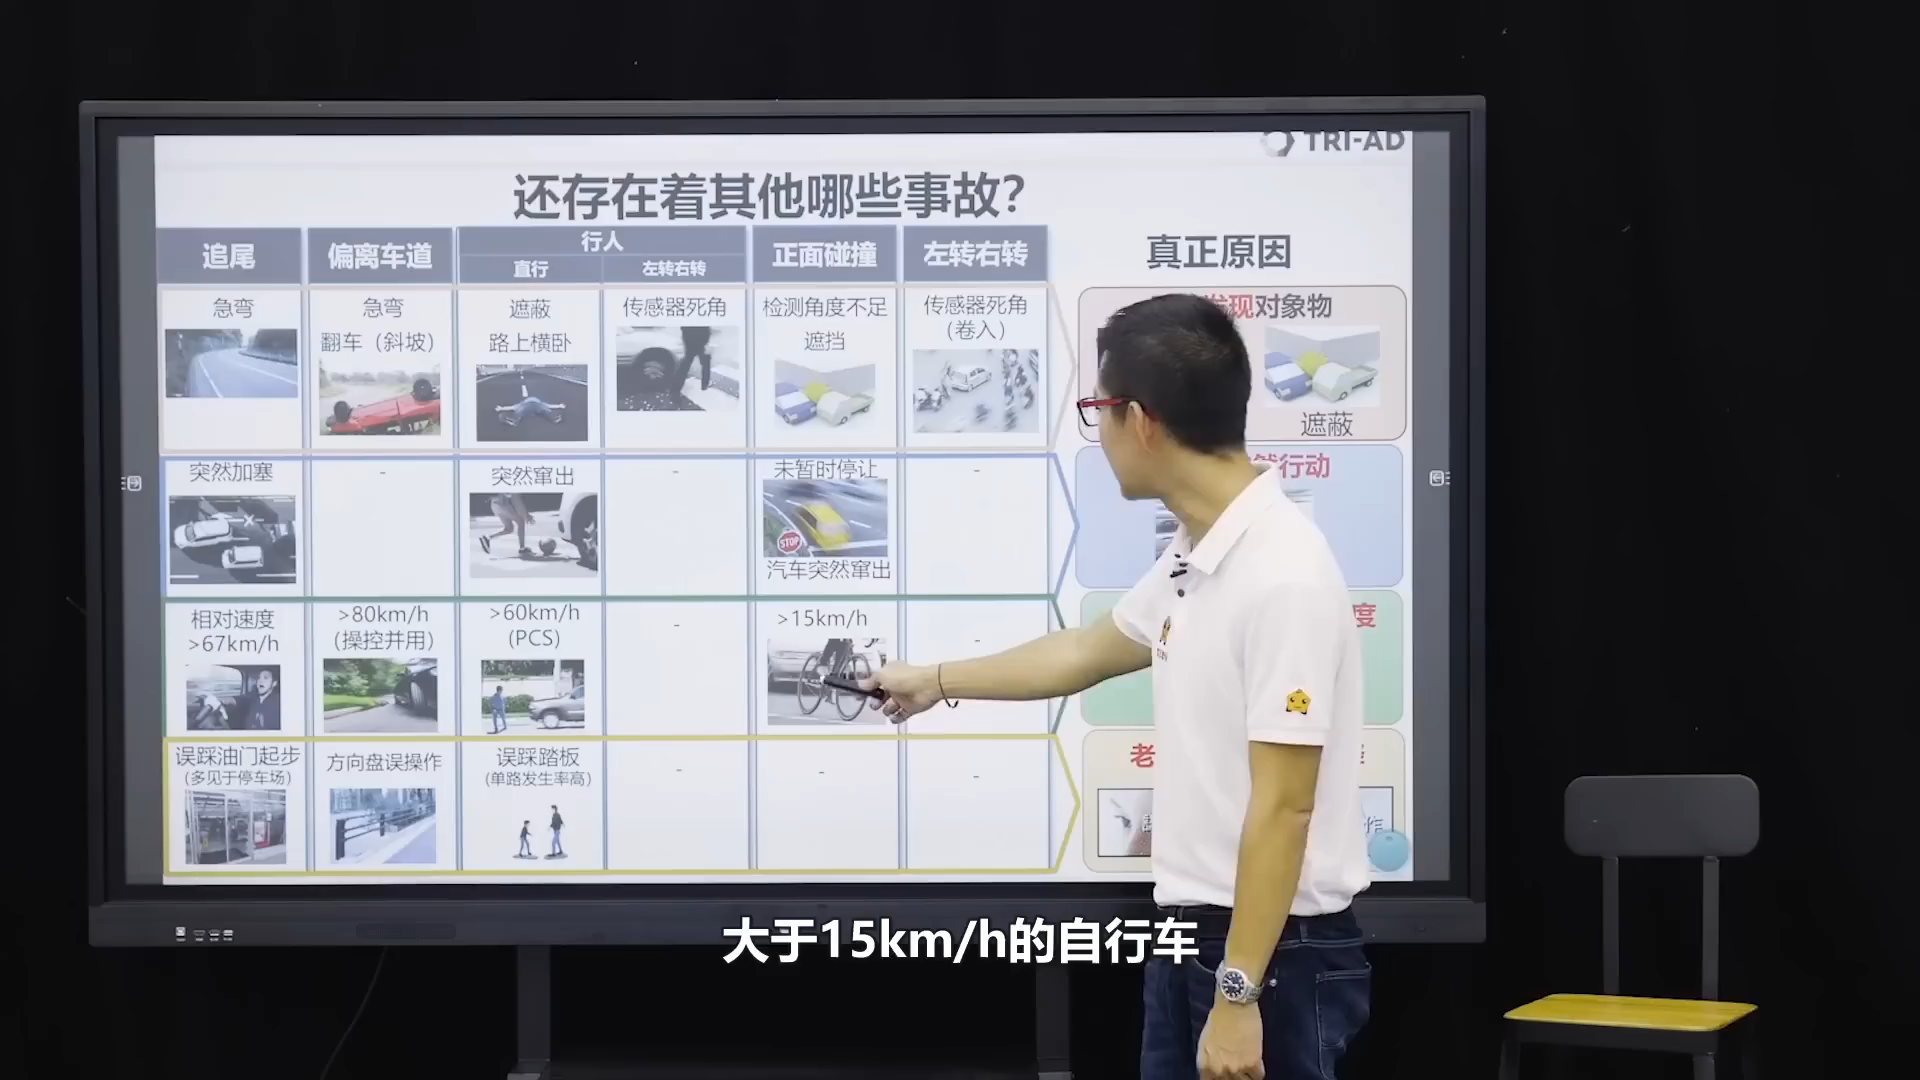 TRI-AD
还存在着其他哪些事故?
追尾
偏离车道
行人
直行
左转右转
正面碰撞
左转右转
真正原因
急弯
急弯
翻车（斜坡）
遮蔽
路上横卧
传感器死角
检测角度不足
遮挡
传感器死角
（卷入）
发现对象物
遮蔽
突然加塞
-
突然窜出
-
未暂时停让
STOP
汽车突然窜出
-
然行动
相对速度
>67km/h
>80km/h
(操控并用)
>60km/h
(PCS)
-
>15km/h
-
度
误踩油门起步
(多见于停车场)
方向盘误操作
误踩踏板
(单路发生率高)
-
-
-
老
作
大于15km/h的自行车